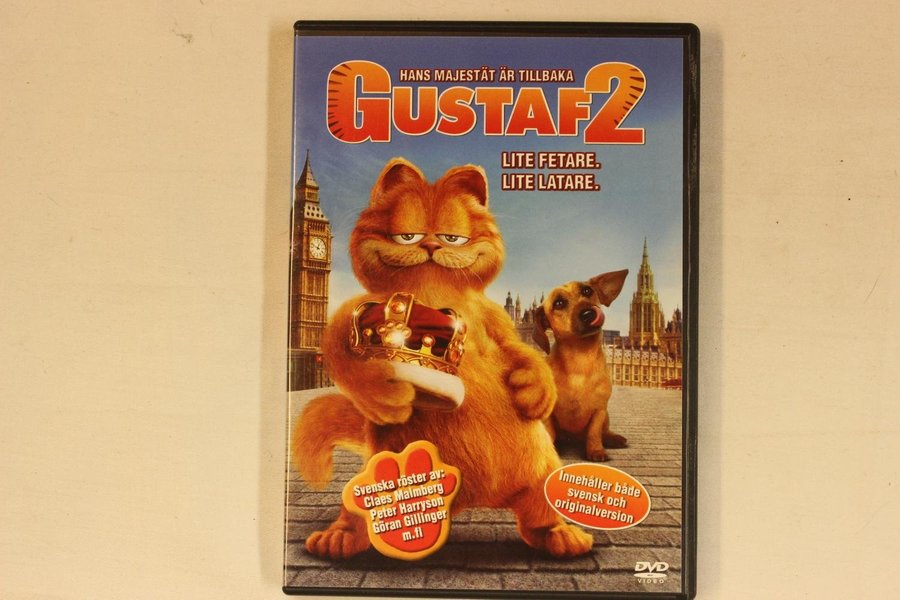 HANS MAJESTÄT ÄR TILLBAKA
GUSTAF2
LITE FETARE.
LITE LATARE.
Svenska röster av:
Claes Malmberg
Peter Harryson
Göran Gillinger
m.fl
Innehåller både
svensk och
originalversion
DVD
VIDEO